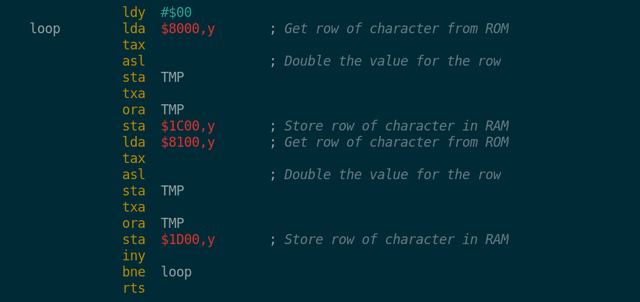 ldy #$00
loop lda $8000,y ; Get row of character from ROM
tax
asl ; Double the value for the row
sta TMP
txa
ora TMP
sta $1C00,y ; Store row of character in RAM
lda $8100,y ; Get row of character from ROM
tax
asl ; Double the value for the row
sta TMP
txa
ora TMP
sta $1D00,y ; Store row of character in RAM
iny
bne loop
rts